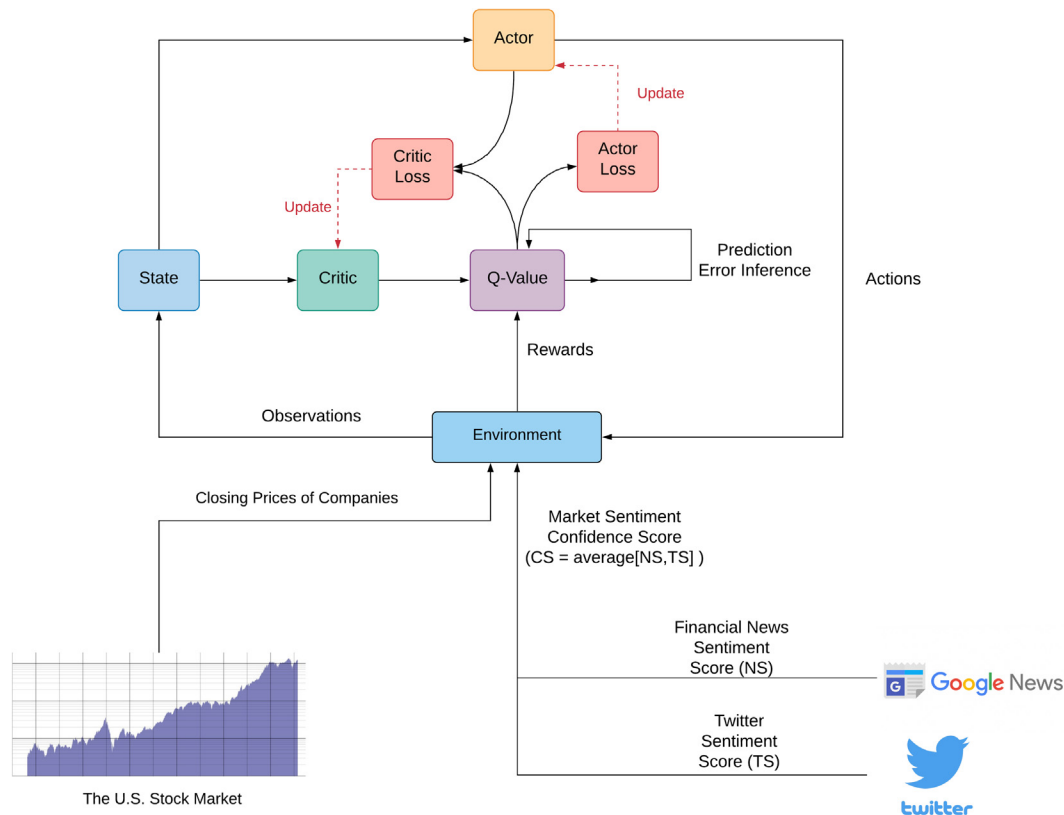 Actor
Update
Critic
Loss
Actor
Loss
Update
State
Critic
Q-Value
Prediction
Error Inference
Actions
Rewards
Observations
Environment
Closing Prices of Companies
Market Sentiment
Confidence Score
(CS = average[NS,TS] )
Financial News
Sentiment
Score (NS)
G Google News
Twitter
Sentiment
Score (TS)
twitter
The U.S. Stock Market